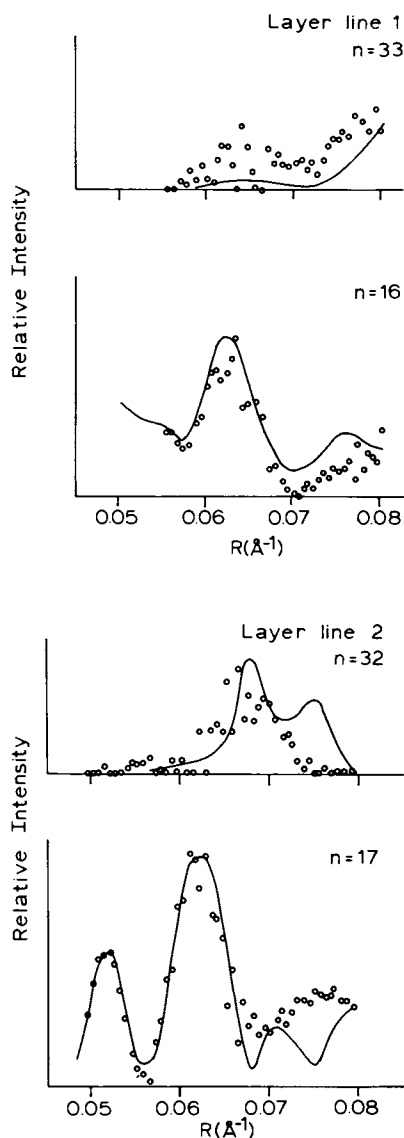 Layer line 1
n=33
n=16
Relative Intensity
0.05 0.06 0.07 0.08
R(Å⁻¹)
Layer line 2
n=32
n=17
Relative Intensity
0.05 0.06 0.07 0.08
R(Å⁻¹)